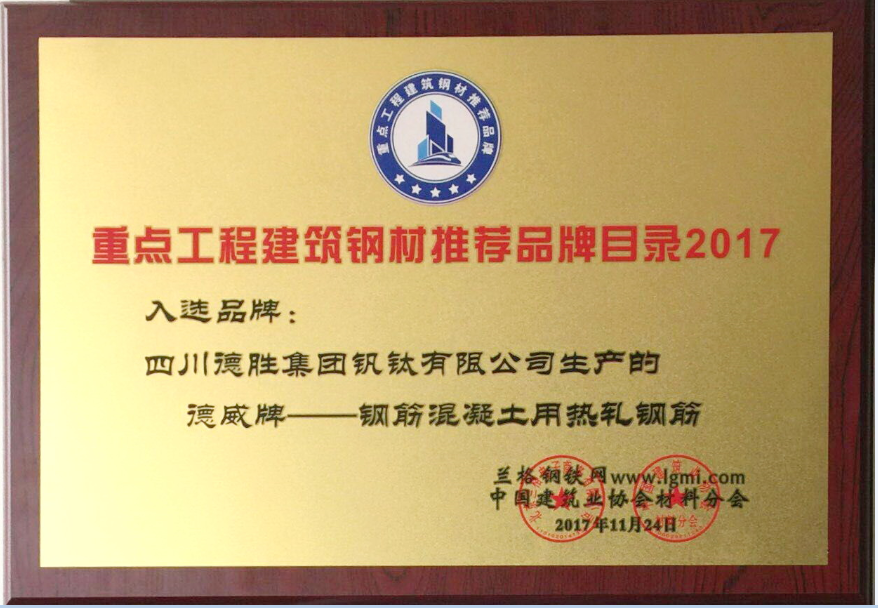 重点工程建筑钢材推荐品牌
重点工程建筑钢材推荐品牌目录2017
入选品牌：
四川德胜集团钒钛有限公司生产的
德威牌——钢筋混凝土用热轧钢筋
兰格钢铁网www.lgmi.com
中国建筑业协会材料分会
2017年11月24日